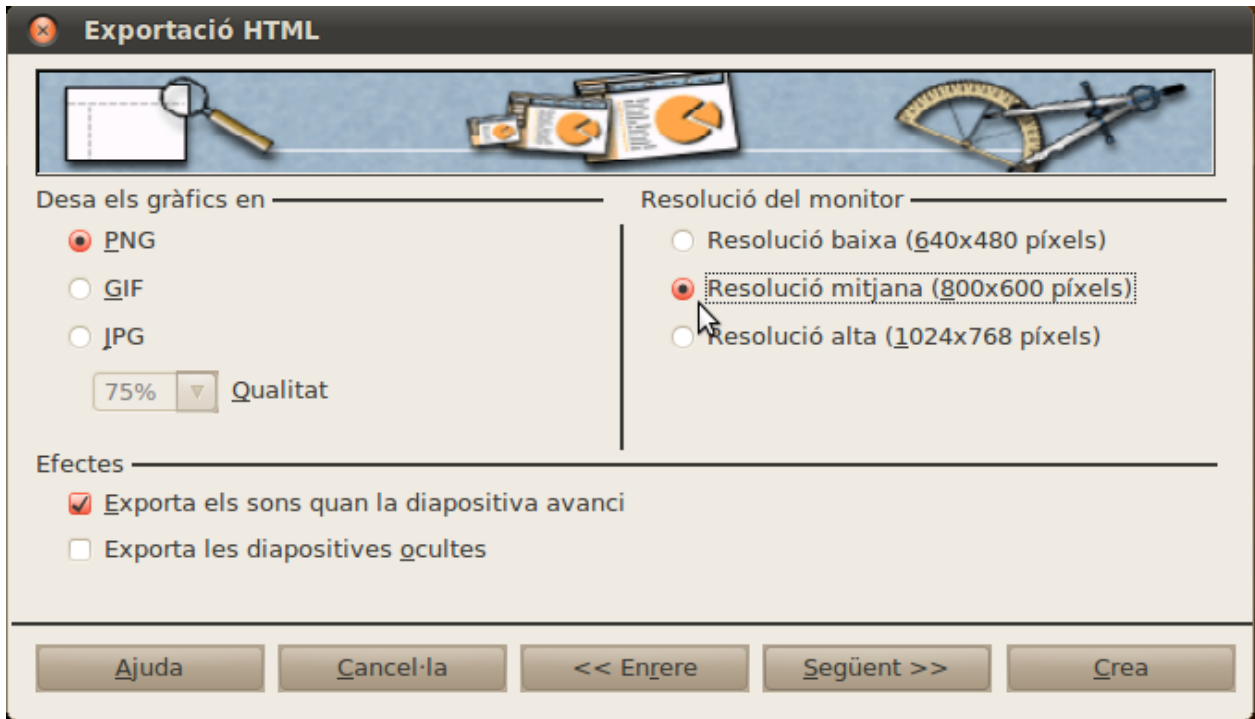 Exportació HTML
Desa els gràfics en
PNG
GIF
JPG
75% Qualitat
Resolució del monitor
Resolució baixa (640x480 píxels)
Resolució mitjana (800x600 píxels)
Resolució alta (1024x768 píxels)
Efectes
Exporta els sons quan la diapositiva avanci
Exporta les diapositives ocultes
Ajuda
Cancel·la
<< Enrere
Següent >>
Crea